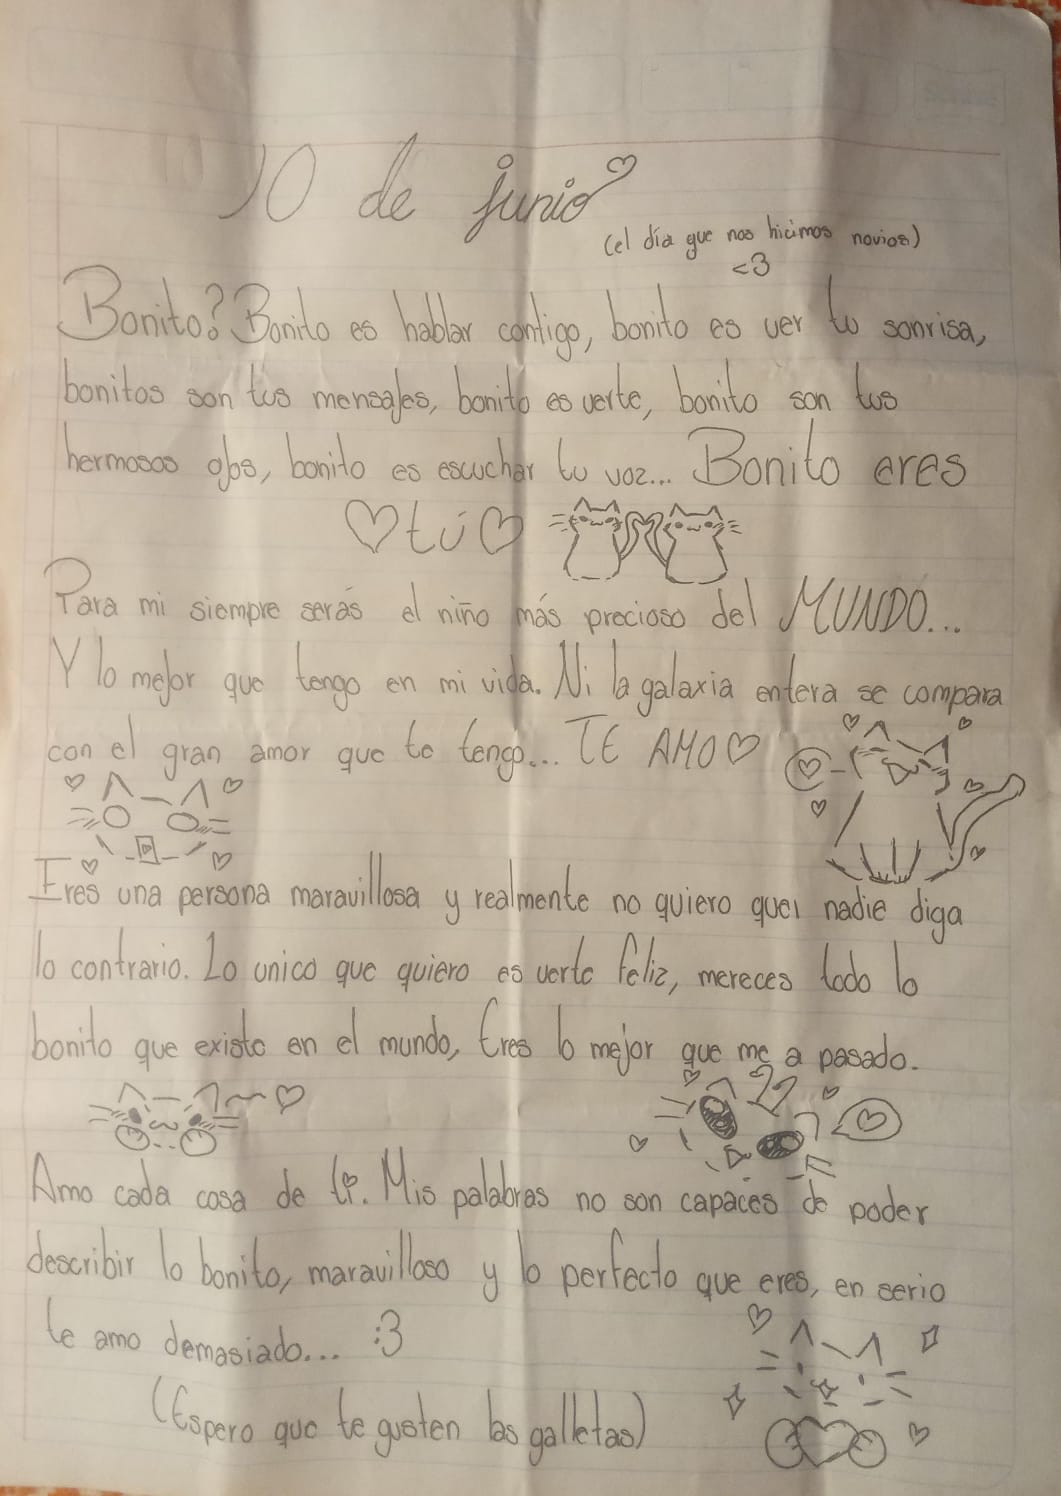 10 de junio
(el día que nos hicimos novios)
<3
Bonito? Bonito es hablar contigo, bonito es ver tu sonrisa,
bonitos son tus mensajes, bonito es verte, bonito son tus
hermosos ojos, bonito es escuchar tu voz... Bonito eres
♡tú♡
Para mi siempre serás el niño más precioso del MUNDO...
Y lo mejor que tengo en mi vida. Ni la galaxia entera se compara
con el gran amor que te tengo... TE AMO♡
Eres una persona maravillosa y realmente no quiero que nadie diga
lo contrario. Lo unico que quiero es verte feliz, mereces todo lo
bonito que existe en el mundo, Eres lo mejor que me a pasado.
Amo cada cosa de ti. Mis palabras no son capaces de poder
describir lo bonito, maravilloso y lo perfecto que eres, en serio
te amo demasiado... :3
(Espero que te gusten las galletas)